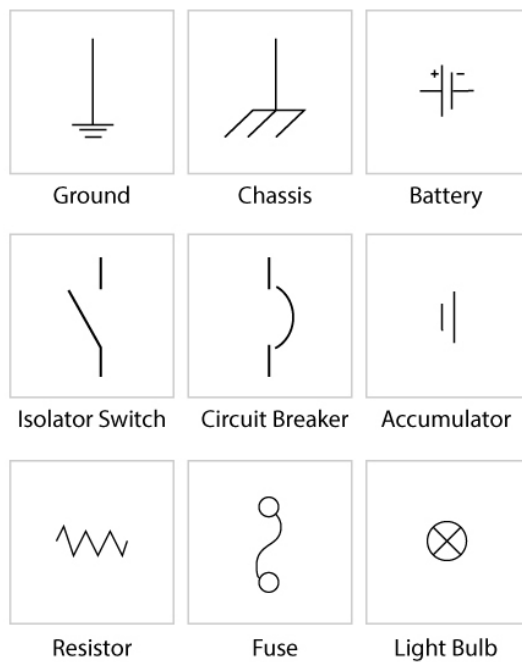 Ground Chassis Battery
+ -
Isolator Switch Circuit Breaker Accumulator
Resistor Fuse Light Bulb